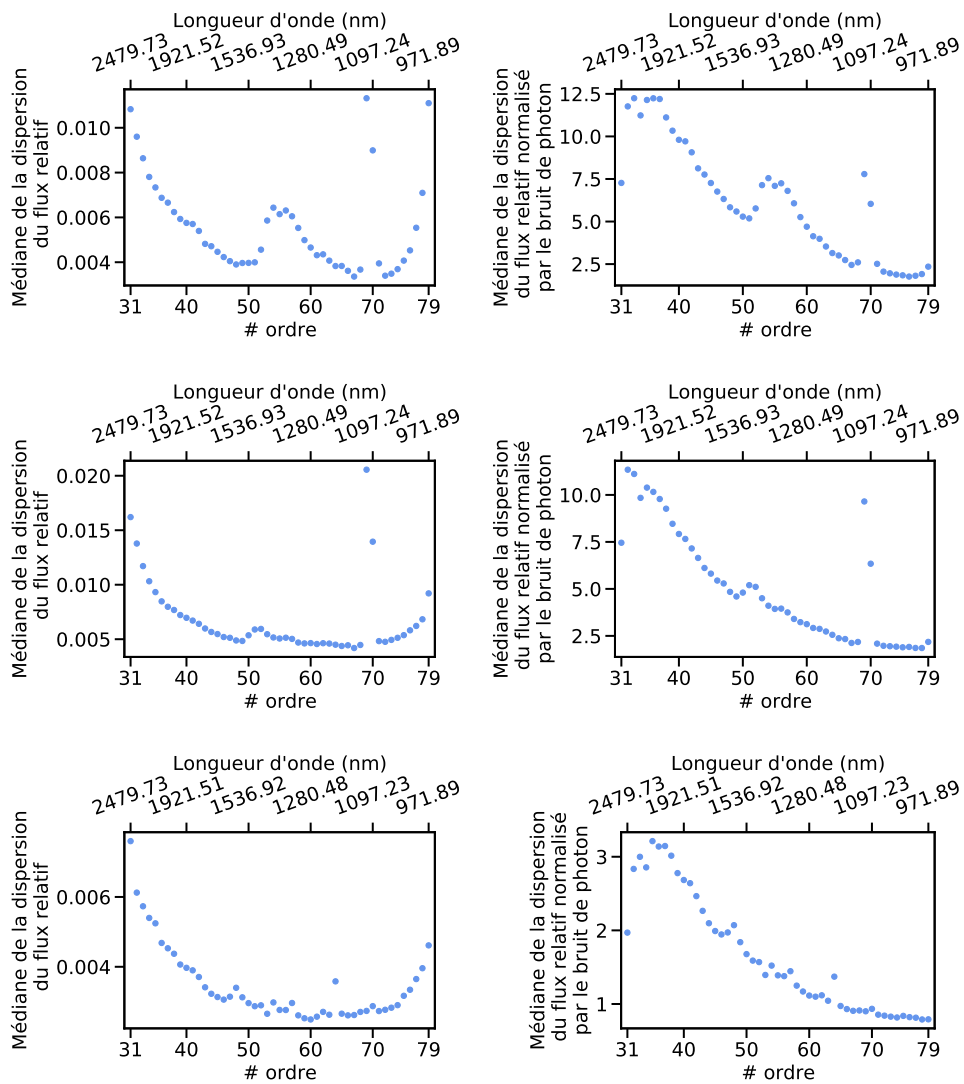 Longueur d'onde (nm)
2479.73 1921.52 1536.93 1280.49 1097.24 971.89
Médiane de la dispersion
du flux relatif
0.010
0.008
0.006
0.004
31 40 50 60 70 79
# ordre
Longueur d'onde (nm)
2479.73 1921.52 1536.93 1280.49 1097.24 971.89
Médiane de la dispersion
du flux relatif normalisé
par le bruit de photon
12.5
10.0
7.5
5.0
2.5
31 40 50 60 70 79
# ordre
Longueur d'onde (nm)
2479.73 1921.52 1536.93 1280.49 1097.24 971.89
Médiane de la dispersion
du flux relatif
0.020
0.015
0.010
0.005
31 40 50 60 70 79
# ordre
Longueur d'onde (nm)
2479.73 1921.52 1536.93 1280.49 1097.24 971.89
Médiane de la dispersion
du flux relatif normalisé
par le bruit de photon
10.0
7.5
5.0
2.5
31 40 50 60 70 79
# ordre
Longueur d'onde (nm)
2479.73 1921.51 1536.92 1280.48 1097.23 971.89
Médiane de la dispersion
du flux relatif
0.006
0.004
31 40 50 60 70 79
# ordre
Longueur d'onde (nm)
2479.73 1921.51 1536.92 1280.48 1097.23 971.89
Médiane de la dispersion
du flux relatif normalisé
par le bruit de photon
3
2
1
31 40 50 60 70 79
# ordre